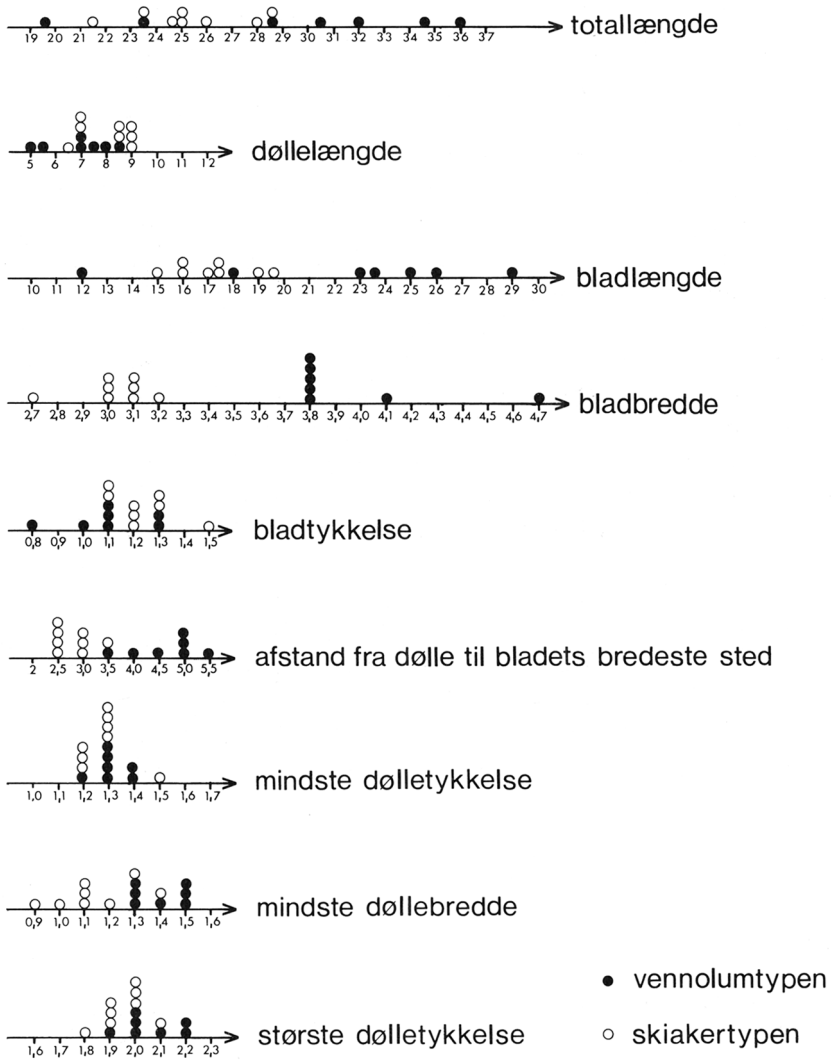 totallængde
19 20 21 22 23 24 25 26 27 28 29 30 31 32 33 34 35 36 37
døllelængde
5 6 7 8 9 10 11 12
bladlængde
10 11 12 13 14 15 16 17 18 19 20 21 22 23 24 25 26 27 28 29 30
bladbredde
2,7 2,8 2,9 3,0 3,1 3,2 3,3 3,4 3,5 3,6 3,7 3,8 3,9 4,0 4,1 4,2 4,3 4,4 4,5 4,6 4,7
bladtykkelse
0,8 0,9 1,0 1,1 1,2 1,3 1,4 1,5
afstand fra dølle til bladets bredeste sted
2 2,5 3,0 3,5 4,0 4,5 5,0 5,5
mindste dølletykkelse
1,0 1,1 1,2 1,3 1,4 1,5 1,6 1,7
mindste døllebredde
0,9 1,0 1,1 1,2 1,3 1,4 1,5 1,6
vennolumtypen
skiakertypen
største dølletykkelse
1,6 1,7 1,8 1,9 2,0 2,1 2,2 2,3